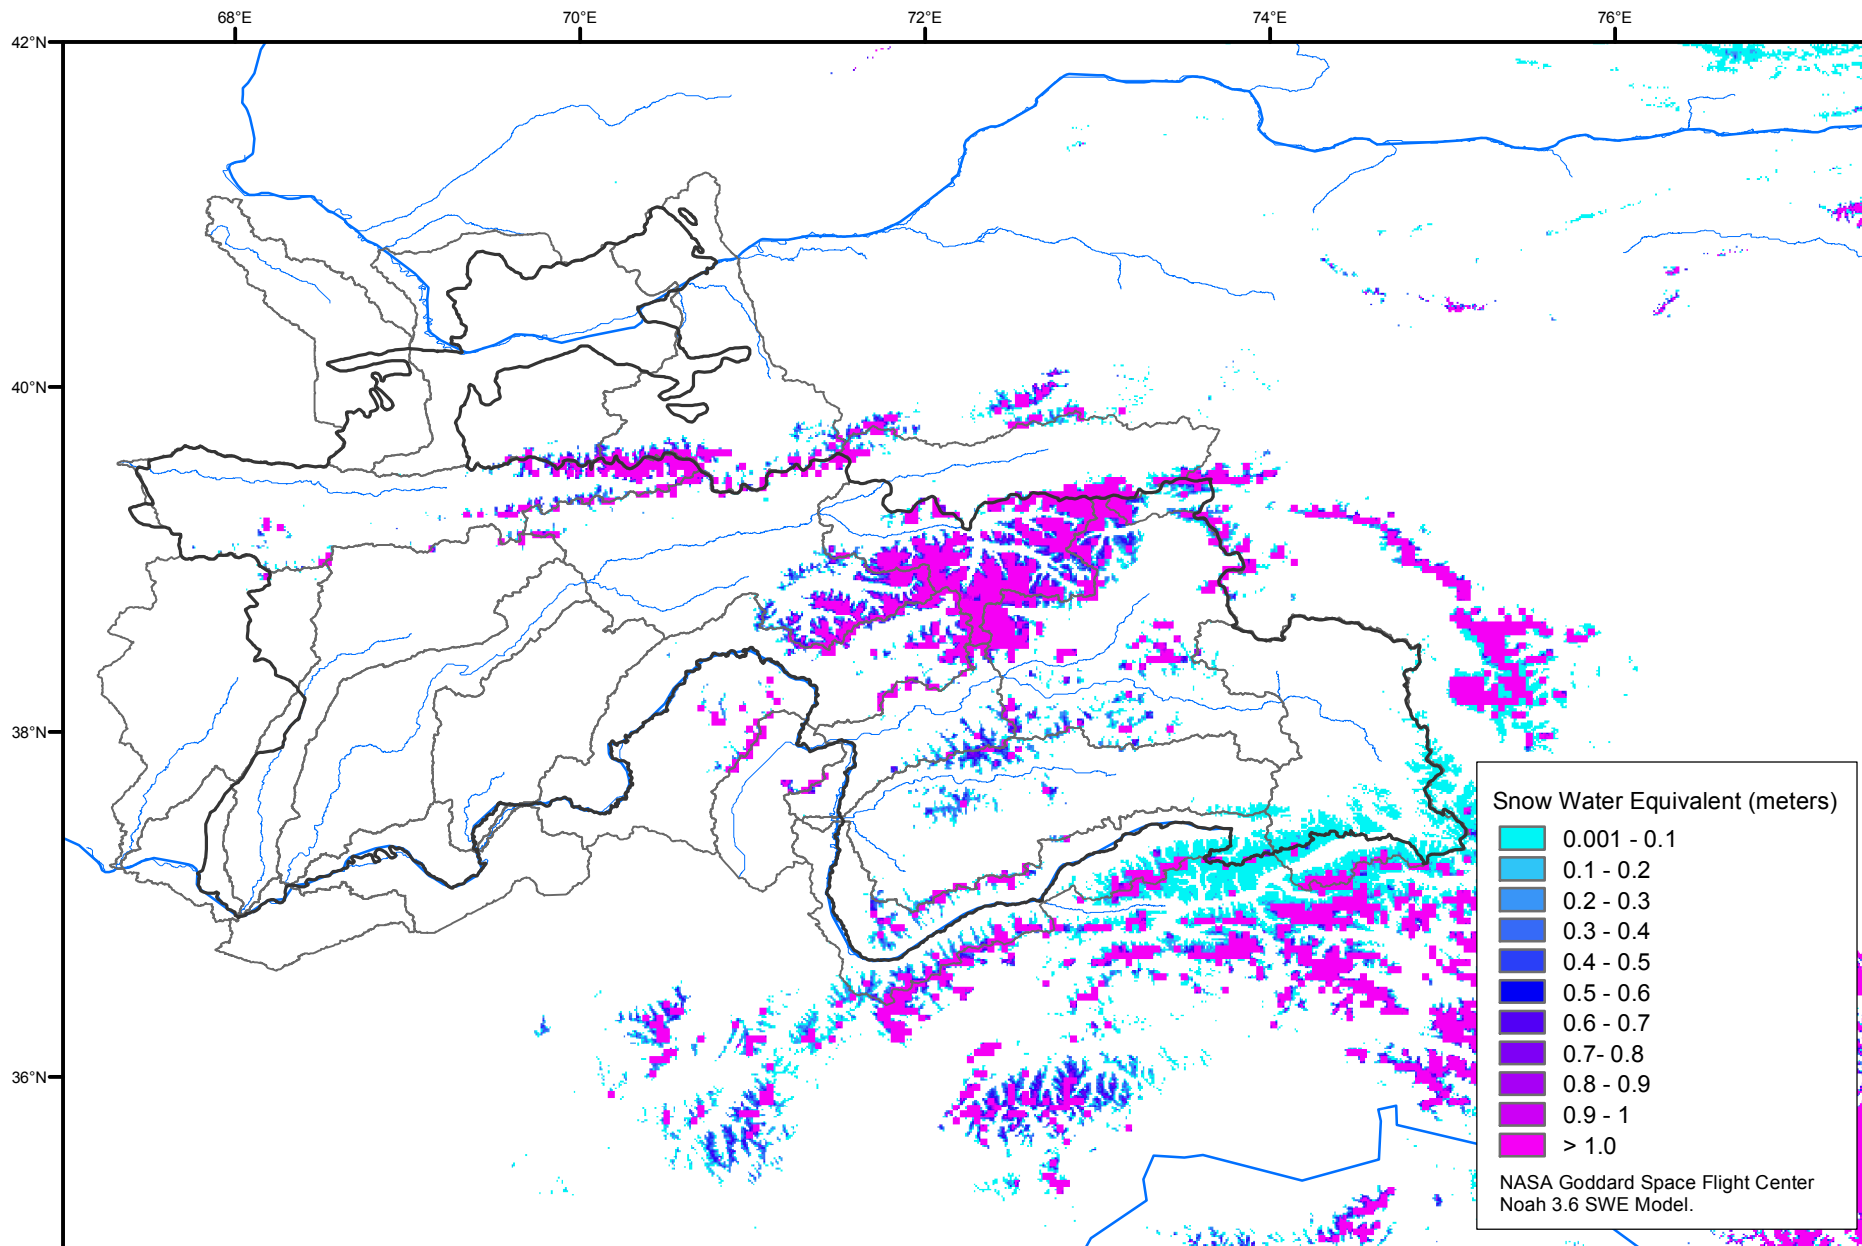 68°E
70°E
72°E
74°E
76°E
42°N
40°N
38°N
36°N
Snow Water Equivalent (meters)
0.001 - 0.1
0.1 - 0.2
0.2 - 0.3
0.3 - 0.4
0.4 - 0.5
0.5 - 0.6
0.6 - 0.7
0.7- 0.8
0.8 - 0.9
0.9 - 1
> 1.0
NASA Goddard Space Flight Center
Noah 3.6 SWE Model.